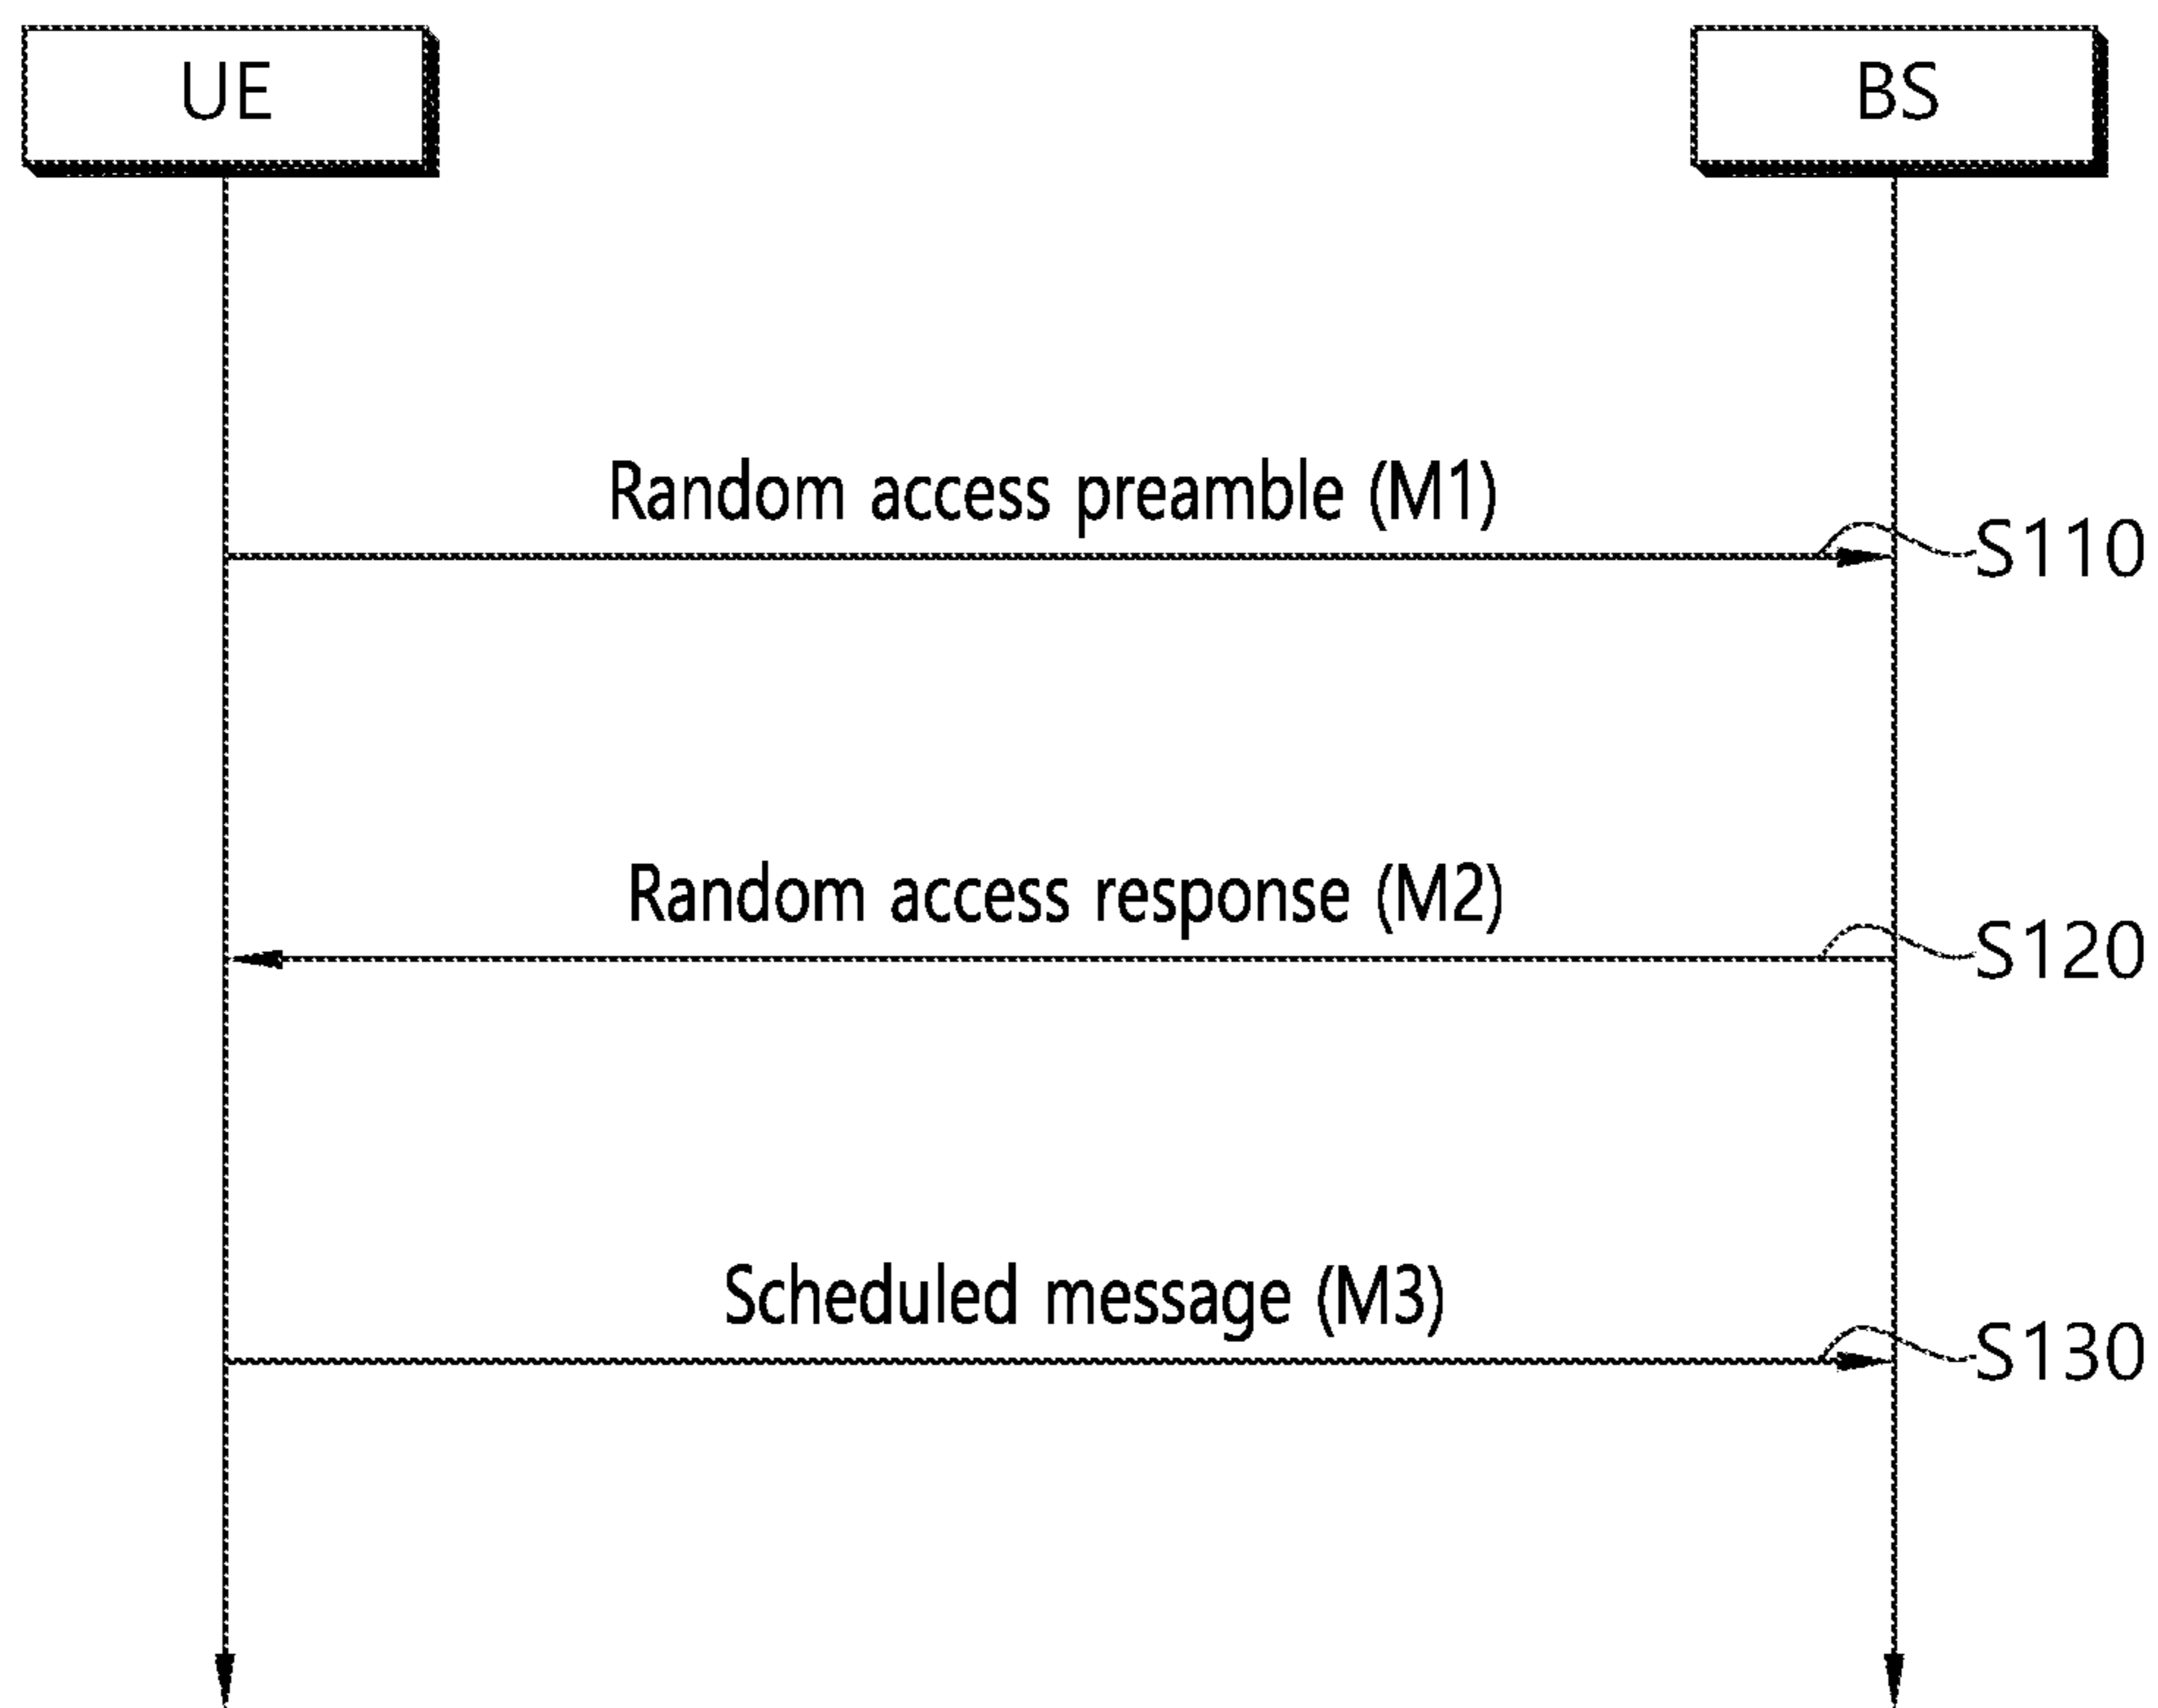 UE
BS
Random access preamble (M1)
S110
Random access response (M2)
S120
Scheduled message (M3)
S130